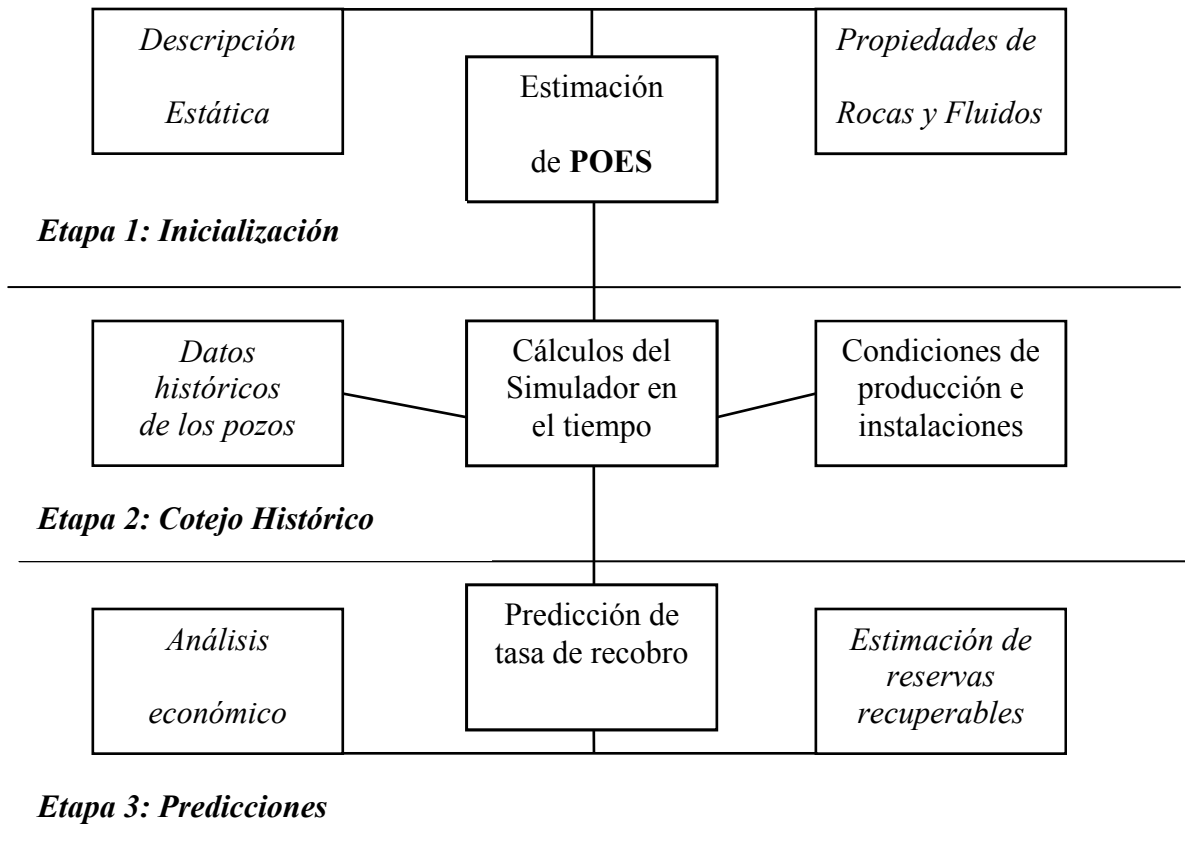 Descripción
Estática
Estimación
de POES
Propiedades de
Rocas y Fluidos
Etapa 1: Inicialización
Datos
históricos
de los pozos
Cálculos del
Simulador en
el tiempo
Condiciones de
producción e
instalaciones
Etapa 2: Cotejo Histórico
Análisis
económico
Predicción de
tasa de recobro
Estimación de
reservas
recuperables
Etapa 3: Predicciones